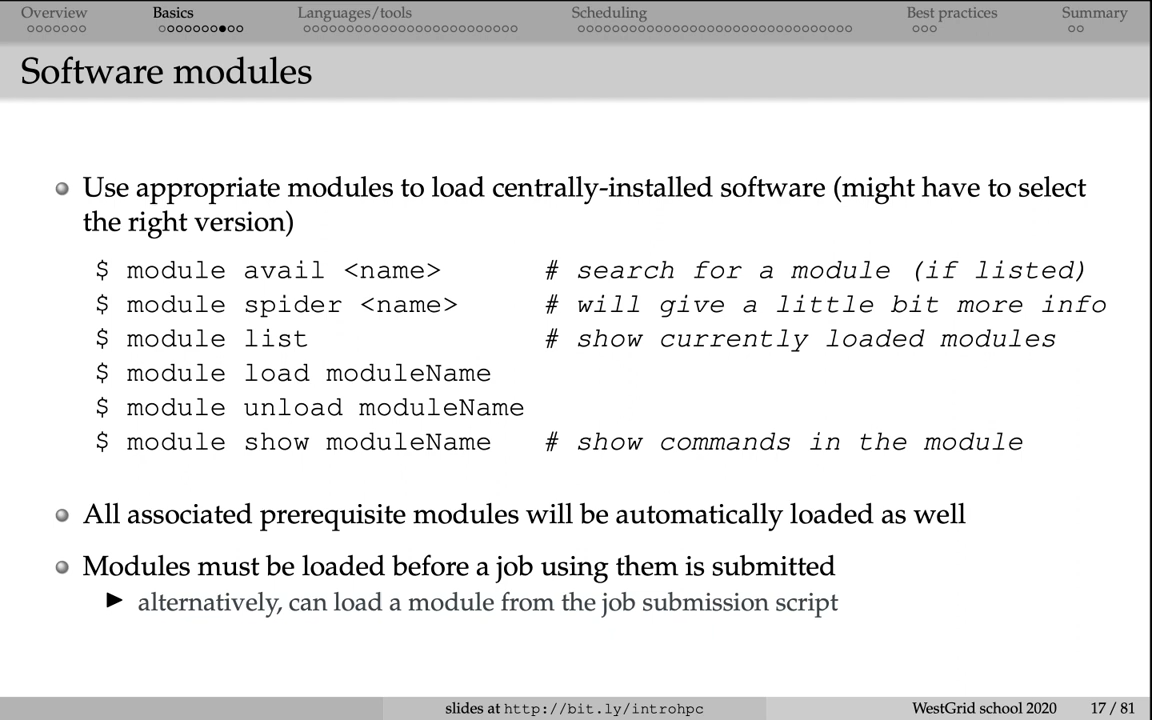 Overview Basics Languages/tools Scheduling Best practices Summary
Software modules
Use appropriate modules to load centrally-installed software (might have to select
the right version)
$ module avail <name> # search for a module (if listed)
$ module spider <name> # will give a little bit more info
$ module list # show currently loaded modules
$ module load moduleName
$ module unload moduleName
$ module show moduleName # show commands in the module
All associated prerequisite modules will be automatically loaded as well
Modules must be loaded before a job using them is submitted
alternatively, can load a module from the job submission script
slides at http://bit.ly/introhpc WestGrid school 2020 17 / 81